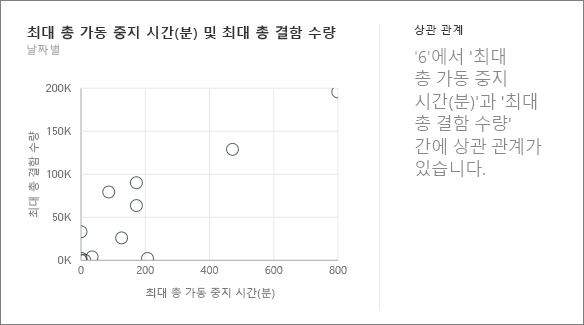 최대 총 가동 중지 시간(분) 및 최대 총 결함 수량
날짜별
200K
150K
100K
50K
0K
최대 총 결함 수량
0
200
400
600
800
최대 총 가동 중지 시간(분)
상관 관계
'6'에서 '최대
총 가동 중지
시간(분)'과 '최대
총 결함 수량'
간에 상관 관계가
있습니다.